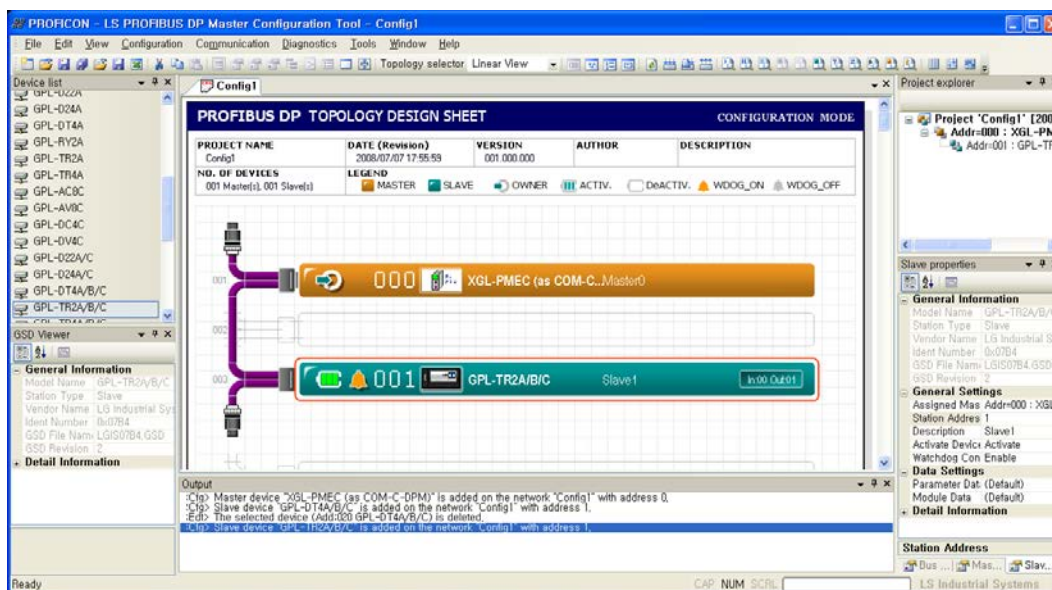 PROFICON - LS PROFIBUS DP Master Configuration Tool - Config1
File Edit View Configuration Communication Diagnostics Tools Window Help
Topology selector Linear View
Device list
GPL-D22A
GPL-D24A
GPL-DT4A
GPL-RY2A
GPL-TR2A
GPL-TR4A
GPL-AC8C
GPL-AV8C
GPL-DC4C
GPL-DV4C
GPL-D22A/C
GPL-D24A/C
GPL-DT4A/B/C
GPL-TR2A/B/C
GPL-TR4A/B/C
GSD Viewer
General Information
Model Name GPL-TR2A/B/C
Station Type Slave
Vendor Name LG Industrial Sys
Ident Number 0x07B4
GSD File Nam LGIS07B4.GSD
GSD Revision 2
Detail Information
Config1
PROFIBUS DP TOPOLOGY DESIGN SHEET CONFIGURATION MODE
PROJECT NAME DATE (Revision) VERSION AUTHOR DESCRIPTION
Config1 2008/07/07 17:55:59 001.000.000
NO. OF DEVICES LEGEND
001 Master(s), 001 Slave(s) MASTER SLAVE OWNER ACTIV. DeACTIV. WDOG_ON WDOG_OFF
001 000 XGL-PMEC (as COM-C...Master0
002
003 001 GPL-TR2A/B/C Slave1 In:00 Out:01
Output
:Cfg> Master device "XGL-PMEC (as COM-C-DPM)" is added on the network "Config1" with address 0.
:Cfg> Slave device "GPL-DT4A/B/C" is added on the network "Config1" with address 1.
:Edt> The selected device (Add:020 GPL-DT4A/B/C) is deleted.
:Cfg> Slave device "GPL-TR2A/B/C" is added on the network "Config1" with address 1.
Project explorer
Project 'Config1' [200
Addr=000 : XGL-PM
Addr=001 : GPL-TF
Slave properties
General Information
Model Name GPL-TR2A/B/
Station Type Slave
Vendor Name LG Industrial S
Ident Number 0x07B4
GSD File Nam LGIS07B4.GSD
GSD Revision 2
General Settings
Assigned Mas Addr=000 : XGL
Station Addres 1
Description Slave1
Activate Device Activate
Watchdog Con Enable
Data Settings
Parameter Dat (Default)
Module Data (Default)
Detail Information
Station Address
Bus ... Mas... Slav...
Ready CAP NUM SCRL LS Industrial Systems